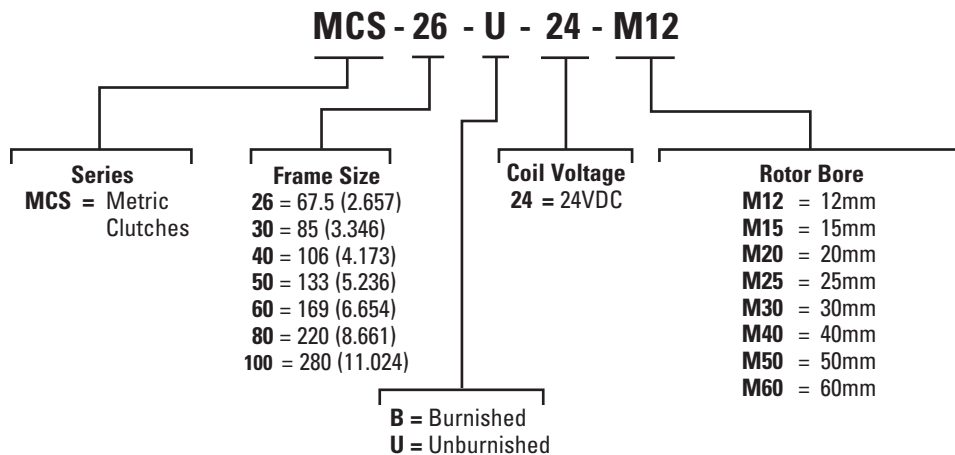 MCS - 26 - U - 24 - M12
Series
MCS = Metric
Clutches
Frame Size
26 = 67.5 (2.657)
30 = 85 (3.346)
40 = 106 (4.173)
50 = 133 (5.236)
60 = 169 (6.654)
80 = 220 (8.661)
100 = 280 (11.024)
B = Burnished
U = Unburnished
Coil Voltage
24 = 24VDC
Rotor Bore
M12 = 12mm
M15 = 15mm
M20 = 20mm
M25 = 25mm
M30 = 30mm
M40 = 40mm
M50 = 50mm
M60 = 60mm